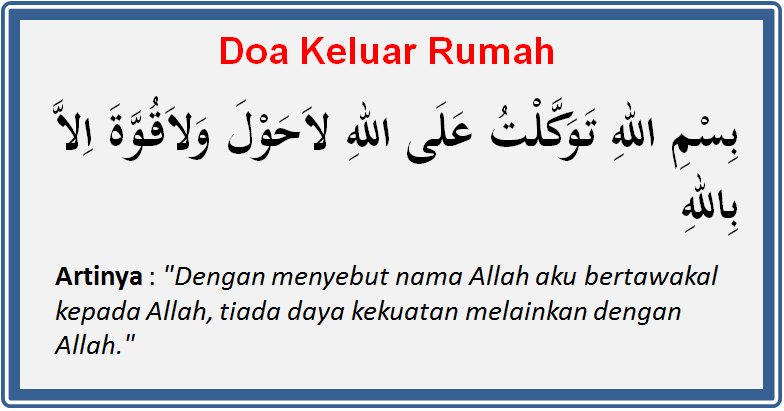 Doa Keluar Rumah
بِسْمِ اللهِ تَوَكَّلْتُ عَلَى اللهِ لاَحَوْلَ وَلاَقُوَّةَ اِلاَّ
بِاللهِ
Artinya : "Dengan menyebut nama Allah aku bertawakal
kepada Allah, tiada daya kekuatan melainkan dengan
Allah."